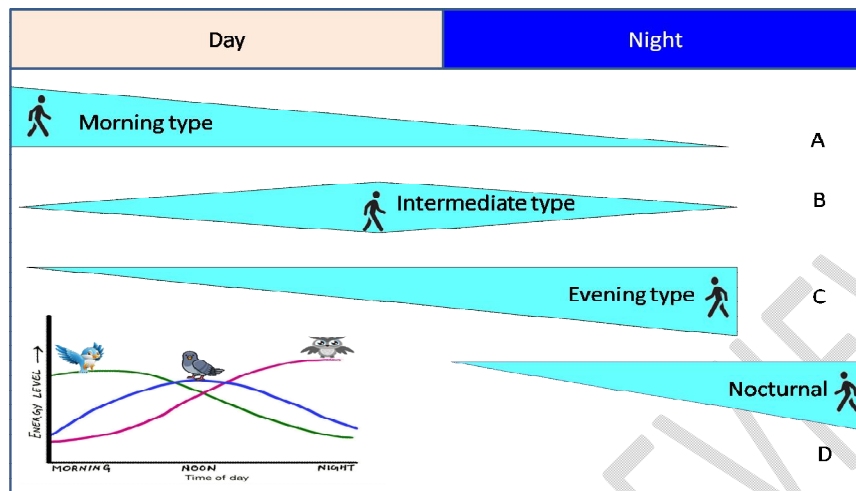 Day
Night
Morning type
A
Intermediate type
B
Evening type
C
Nocturnal
D
ENERGY LEVEL →
MORNING
NOON
NIGHT
Time of day